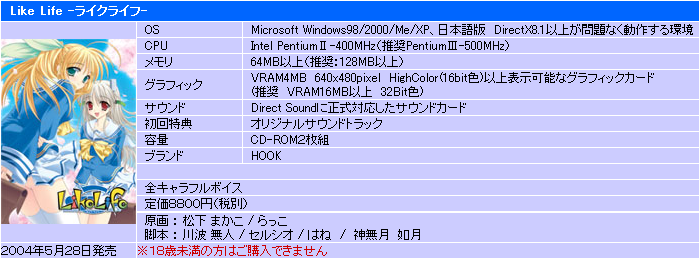 Like Life -ライクライフ-
OS Microsoft Windows98/2000/Me/XP、日本語版 DirectX8.1以上が問題なく動作する環境
CPU Intel PentiumⅡ-400MHz(推奨PentiumⅢ-500MHz)
メモリ 64MB以上(推奨:128MB以上)
グラフィック VRAM4MB 640x480pixel HighColor(16bit色)以上表示可能なグラフィックカード
(推奨 VRAM16MB以上 32Bit色)
サウンド Direct Soundに正式対応したサウンドカード
初回特典 オリジナルサウンドトラック
容量 CD-ROM2枚組
ブランド HOOK
LikeLife
全キャラフルボイス
定価8800円(税別)
原画：松下 まかこ / らっこ
脚本：川波 無人 / セルシオ / はね / 神無月 如月
2004年5月28日発売 ※18歳未満の方はご購入できません